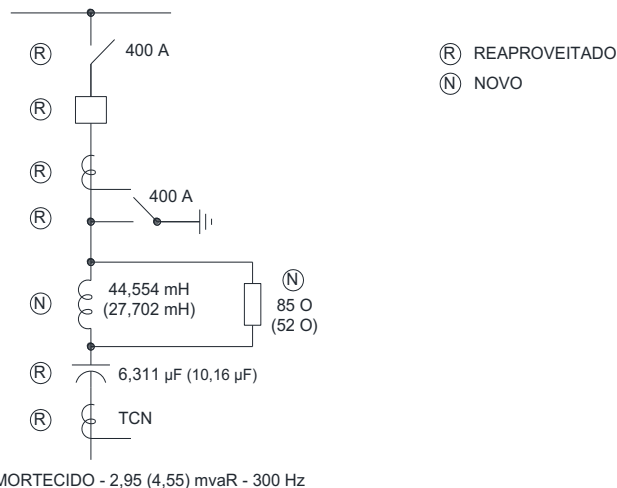 Ⓡ 400 A
Ⓡ REAPROVEITADO
Ⓝ NOVO
Ⓡ
Ⓡ
400 A
Ⓡ
Ⓝ
44,554 mH
(27,702 mH)
Ⓝ
85 O
(52 O)
Ⓡ 6,311 µF (10,16 µF)
Ⓡ TCN
MORTECIDO - 2,95 (4,55) mvaR - 300 Hz